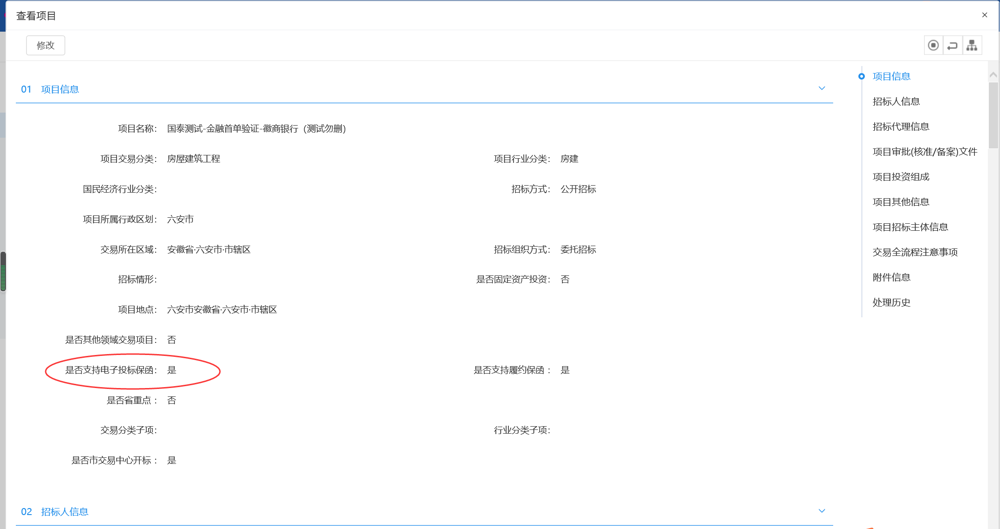 查看项目
×
修改
01 项目信息
项目名称： 国泰测试-金融首单验证-徽商银行（测试勿删）
项目交易分类： 房屋建筑工程 项目行业分类： 房建
国民经济行业分类： 招标方式： 公开招标
项目所属行政区划： 六安市
交易所在区域： 安徽省·六安市·市辖区 招标组织方式： 委托招标
招标情形： 是否固定资产投资： 否
项目地点： 六安市安徽省·六安市·市辖区
是否其他领域交易项目： 否
是否支持电子投标保函： 是 是否支持履约保函 ： 是
是否省重点 ： 否
交易分类子项： 行业分类子项：
是否市交易中心开标 ： 是
02 招标人信息
项目信息
招标人信息
招标代理信息
项目审批(核准/备案)文件
项目投资组成
项目其他信息
项目招标主体信息
交易全流程注意事项
附件信息
处理历史